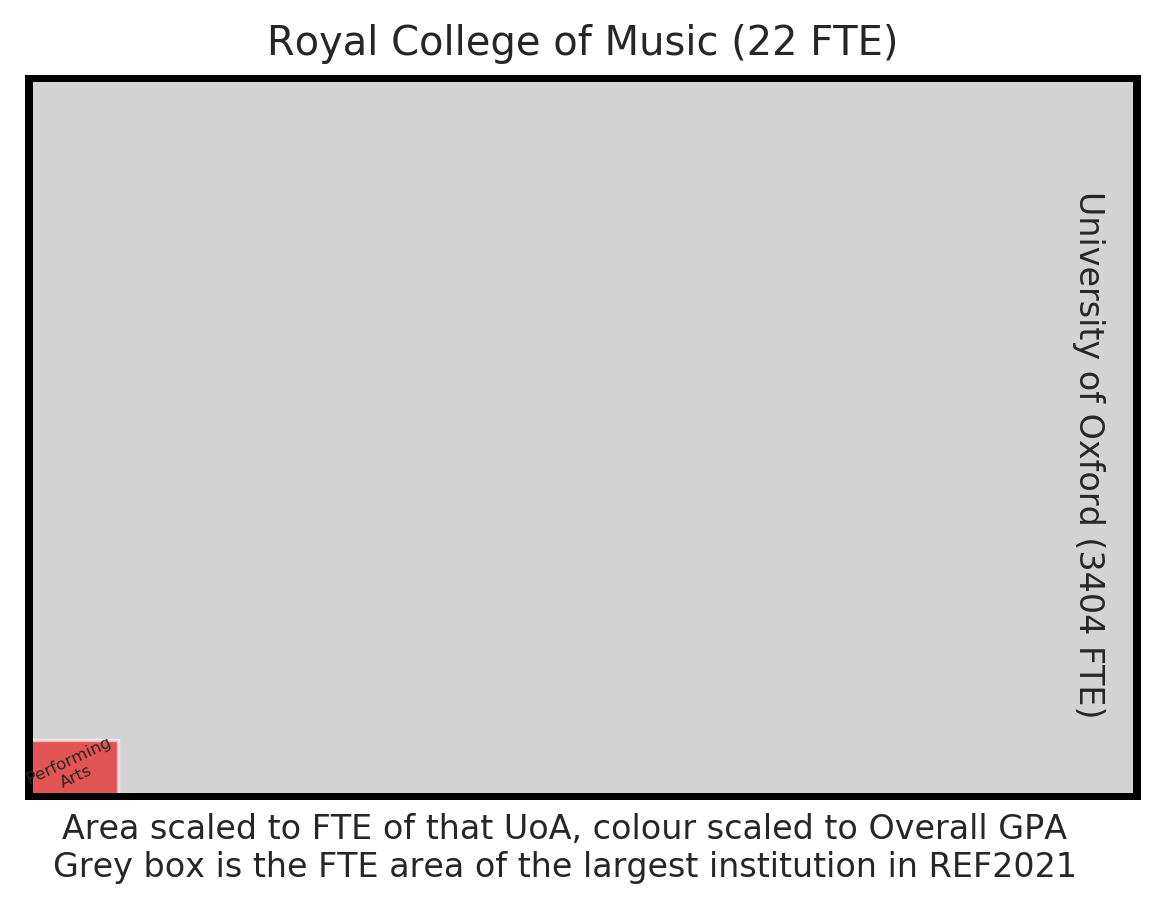 Royal College of Music (22 FTE)
University of Oxford (3404 FTE)
Performing
Arts
Area scaled to FTE of that UoA, colour scaled to Overall GPA
Grey box is the FTE area of the largest institution in REF2021